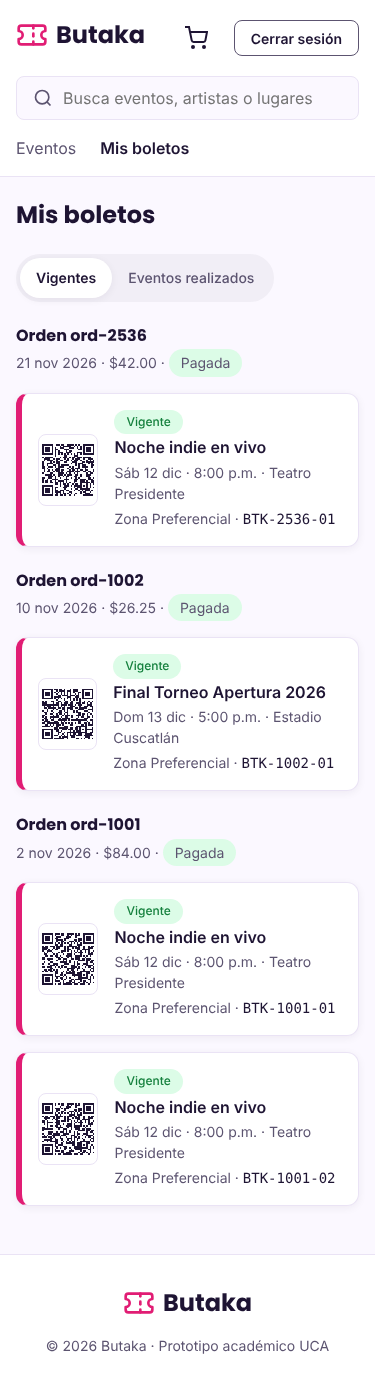 Butaka
Cerrar sesión
Busca eventos, artistas o lugares
Eventos
Mis boletos
Mis boletos
Vigentes
Eventos realizados
Orden ord-2536
21 nov 2026 · $42.00 · Pagada
Vigente
Noche indie en vivo
Sáb 12 dic · 8:00 p.m. · Teatro
Presidente
Zona Preferencial · BTK-2536-01
Orden ord-1002
10 nov 2026 · $26.25 · Pagada
Vigente
Final Torneo Apertura 2026
Dom 13 dic · 5:00 p.m. · Estadio
Cuscatlán
Zona Preferencial · BTK-1002-01
Orden ord-1001
2 nov 2026 · $84.00 · Pagada
Vigente
Noche indie en vivo
Sáb 12 dic · 8:00 p.m. · Teatro
Presidente
Zona Preferencial · BTK-1001-01
Vigente
Noche indie en vivo
Sáb 12 dic · 8:00 p.m. · Teatro
Presidente
Zona Preferencial · BTK-1001-02
Butaka
© 2026 Butaka · Prototipo académico UCA